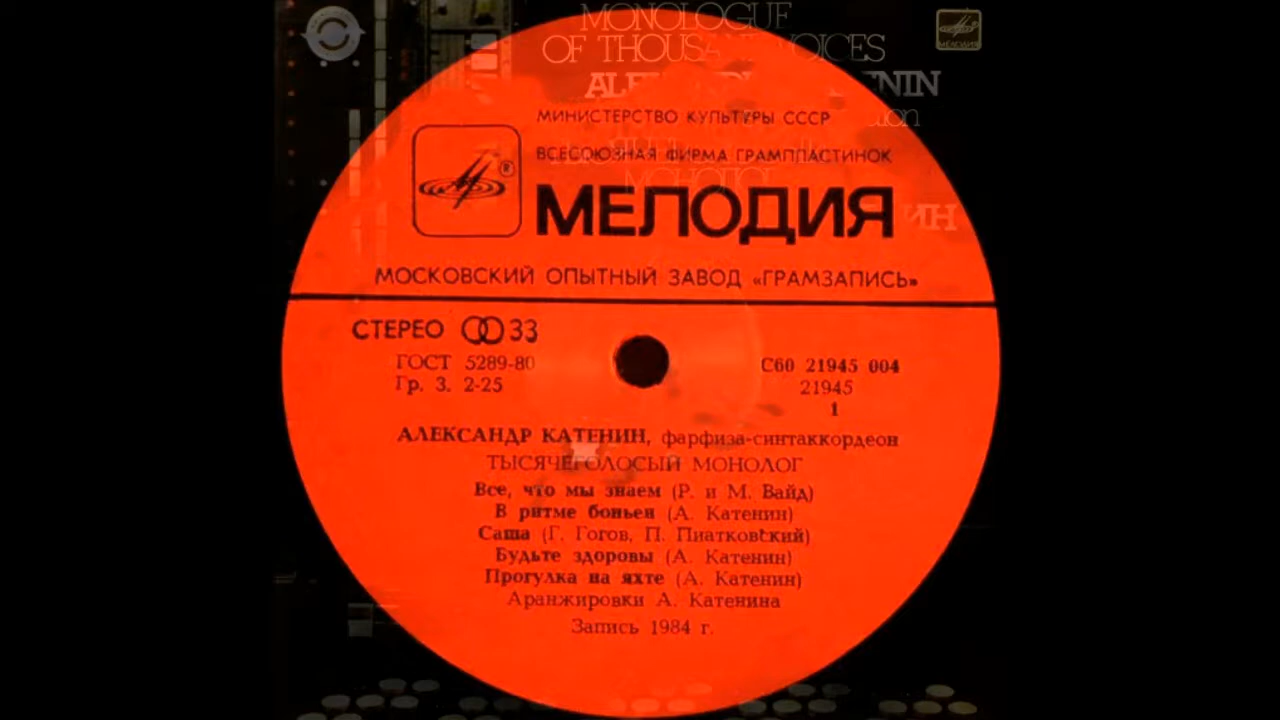 MONOLOGUE
OF THOUS VOICES
МЕЛОДИЯ
МИНИСТЕРСТВО КУЛЬТУРЫ СССР
ВСЕСОЮЗНАЯ ФИРМА ГРАМПЛАСТИНОК
®
МЕЛОДИЯ
МОСКОВСКИЙ ОПЫТНЫЙ ЗАВОД «ГРАМЗАПИСЬ»
СТЕРЕО 33
ГОСТ 5289-80
Гр. 3. 2-25
С60 21945 004
21945
1
АЛЕКСАНДР КАТЕНИН, фарфиза-синтаккордеон
ТЫСЯЧЕГОЛОСЫЙ МОНОЛОГ
Все, что мы знаем (Р. и М. Вайд)
В ритме боньен (А. Катенин)
Саша (Г. Гогов, П. Пиатковский)
Будьте здоровы (А. Катенин)
Прогулка на яхте (А. Катенин)
Аранжировки А. Катенина
Запись 1984 г.